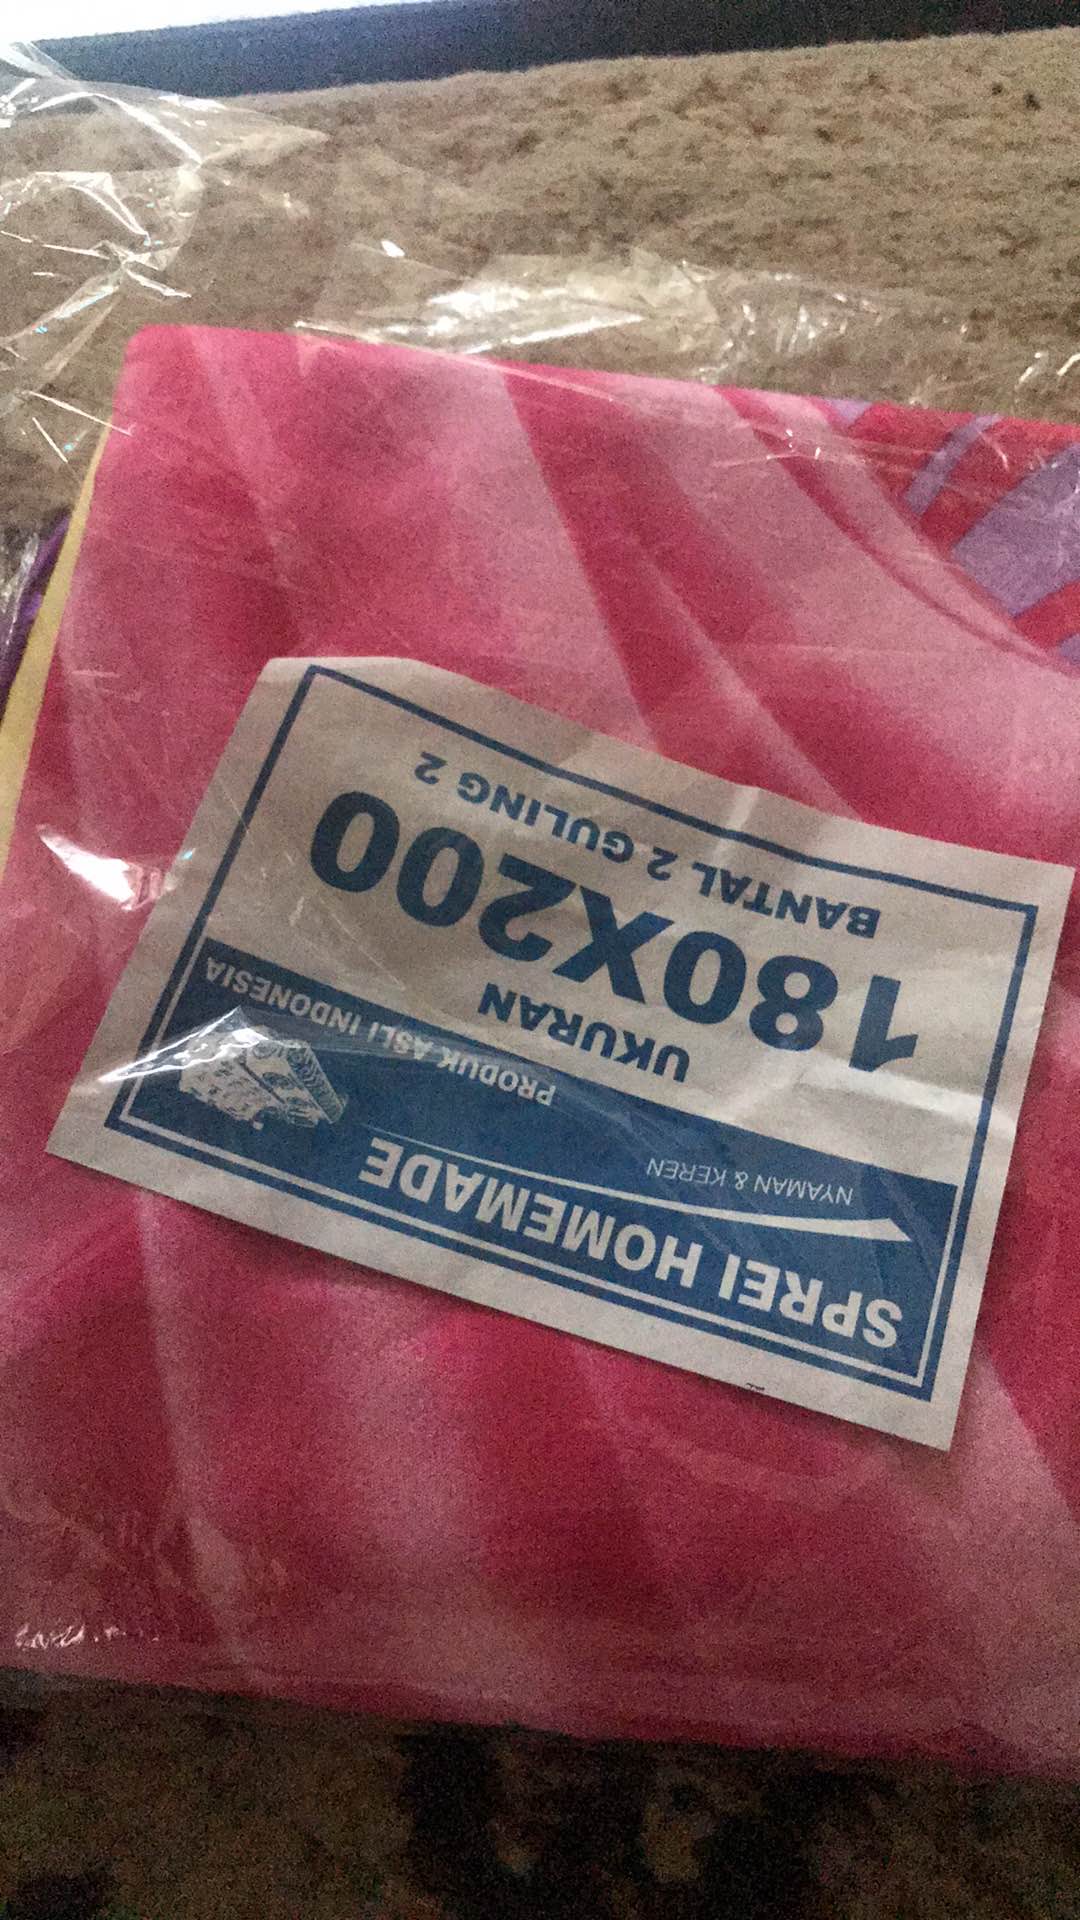 SPREI HOMEMADE
NYAMAN & KEREN
PRODUK ASLI INDONESIA
UKURAN
180X200
BANTAL 2 GULING 2